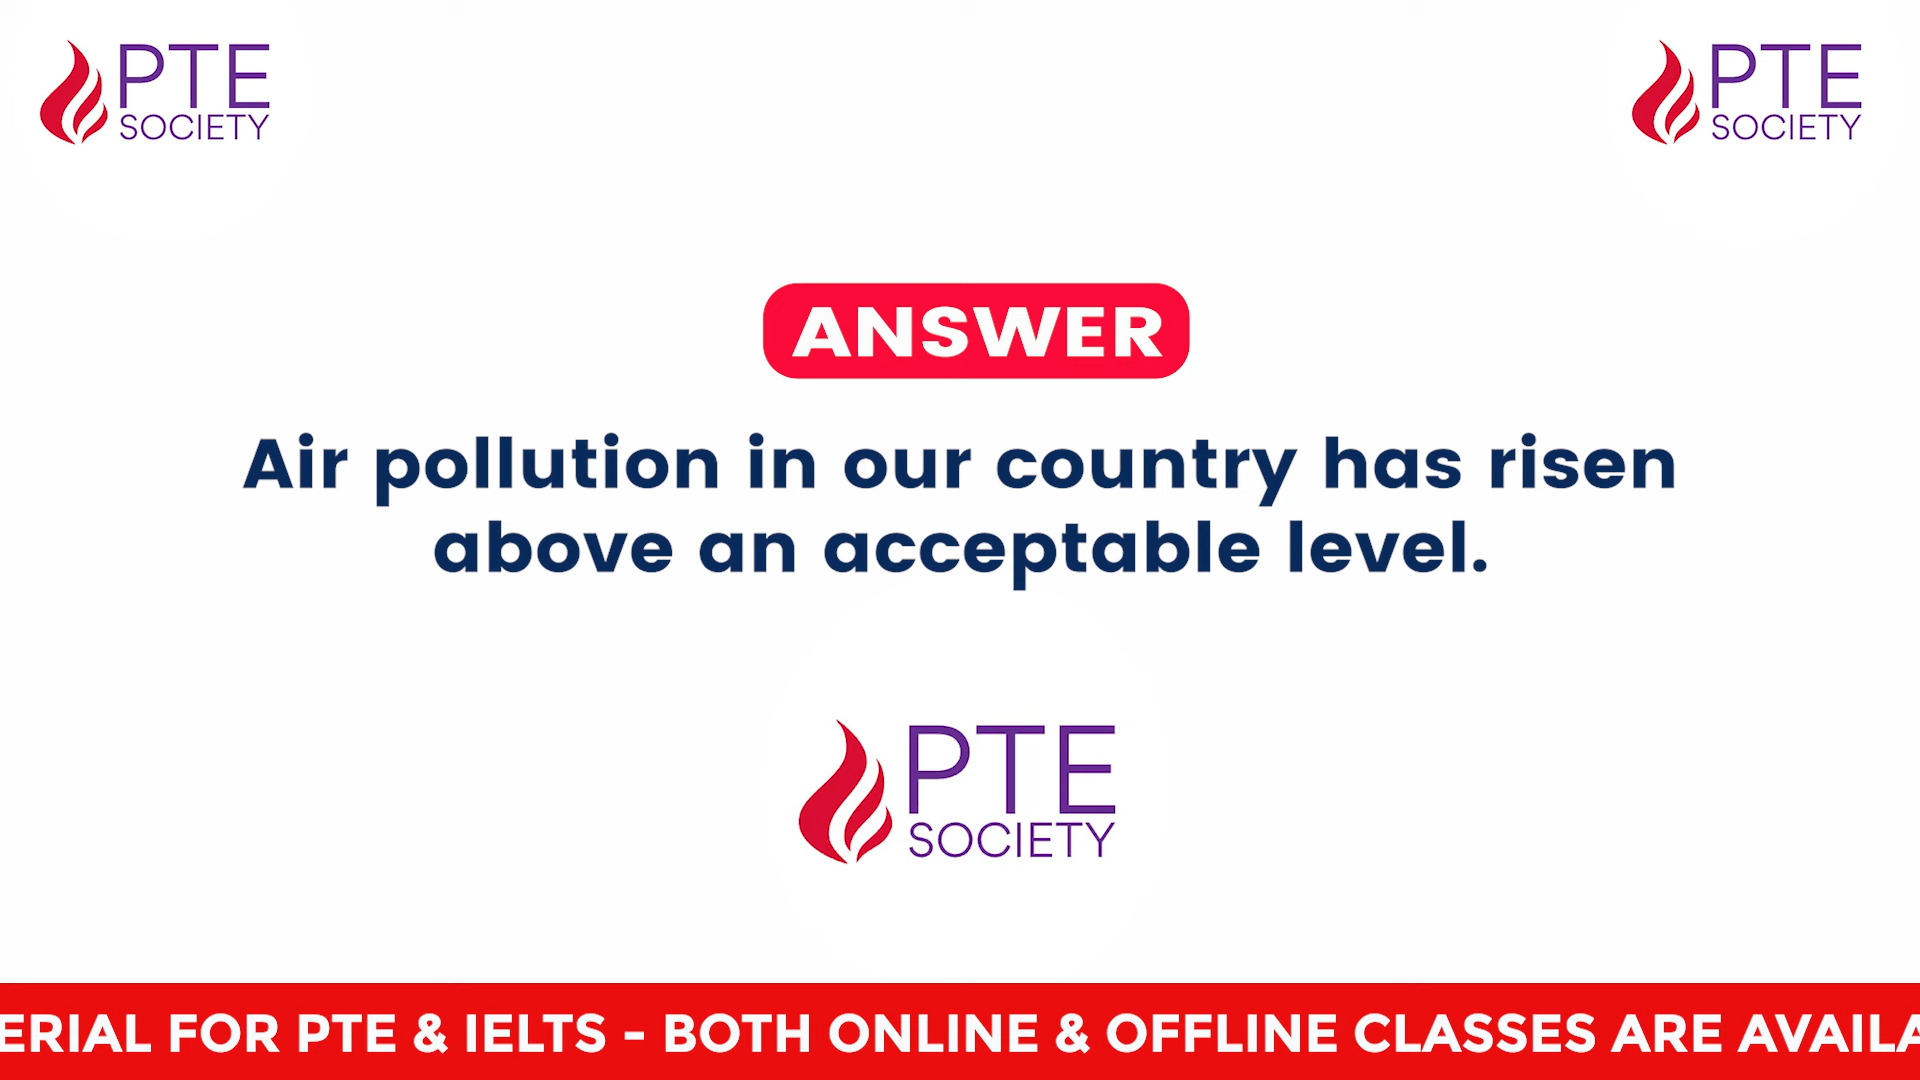 PTE
SOCIETY
PTE
SOCIETY
ANSWER
Air pollution in our country has risen
above an acceptable level.
PTE
SOCIETY
ERIAL FOR PTE & IELTS - BOTH ONLINE & OFFLINE CLASSES ARE AVAILA